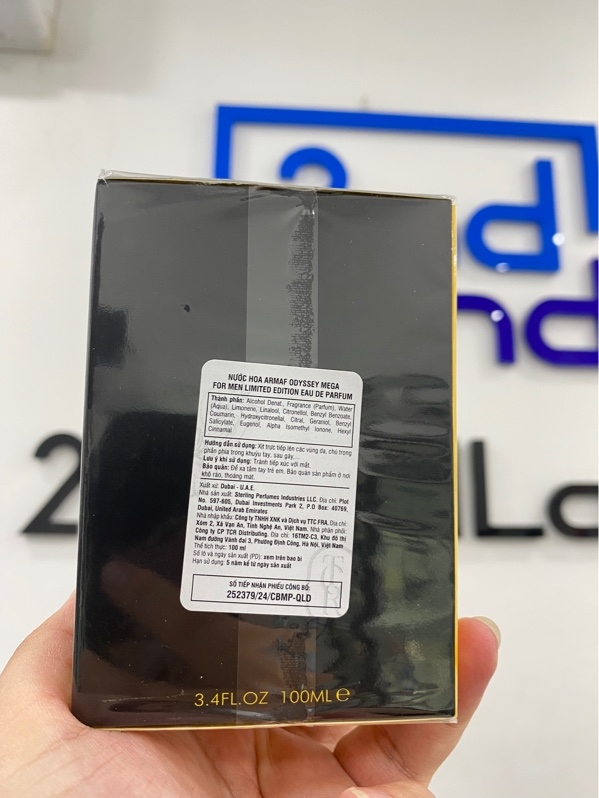 2nd
nd
2
La
NƯỚC HOA ARMAF ODYSSEY MEGA
FOR MEN LIMITED EDITION EAU DE PARFUM
Thành phần: Alcohol Denat., Fragrance (Parfum), Water
(Aqua), Limonene, Linalool, Citronellol, Benzyl Benzoate,
Coumarin, Hydroxycitronellal, Citral, Geraniol, Benzyl
Salicylate, Eugenol, Alpha Isomethyl Ionone, Hexyl
Cinnamal.
Hướng dẫn sử dụng: Xịt trực tiếp lên các vùng da, chú trọng
phần phía trong khuỷu tay, sau gáy...
Lưu ý khi sử dụng: Tránh tiếp xúc với mắt.
Bảo quản: Để xa tầm tay trẻ em. Bảo quản sản phẩm ở nơi
khô ráo, thoáng mát.
Xuất xứ: Dubai - U.A.E.
Nhà sản xuất: Sterling Perfumes Industries LLC. Địa chỉ: Plot
No. 597-605, Dubai Investments Park 2, P.O Box: 40769,
Dubai, United Arab Emirates
Nhà nhập khẩu: Công ty TNHH XNK và Dịch vụ TTC FRA. Địa chỉ:
Xóm 2, Xã Vạn An, Tỉnh Nghệ An, Việt Nam. Nhà phân phối:
Công ty CP TCR Distributing. Địa chỉ: 16TM2-C3, Khu đô thị
Nam đường Vành đai 3, Phường Định Công, Hà Nội, Việt Nam
Thể tích thực: 100 ml
Số lô và ngày sản xuất (PD): xem trên bao bì
Hạn sử dụng: 5 năm kể từ ngày sản xuất
SỐ TIẾP NHẬN PHIẾU CÔNG BỐ:
252379/24/CBMP-QLD
3.4FL.OZ 100ML e